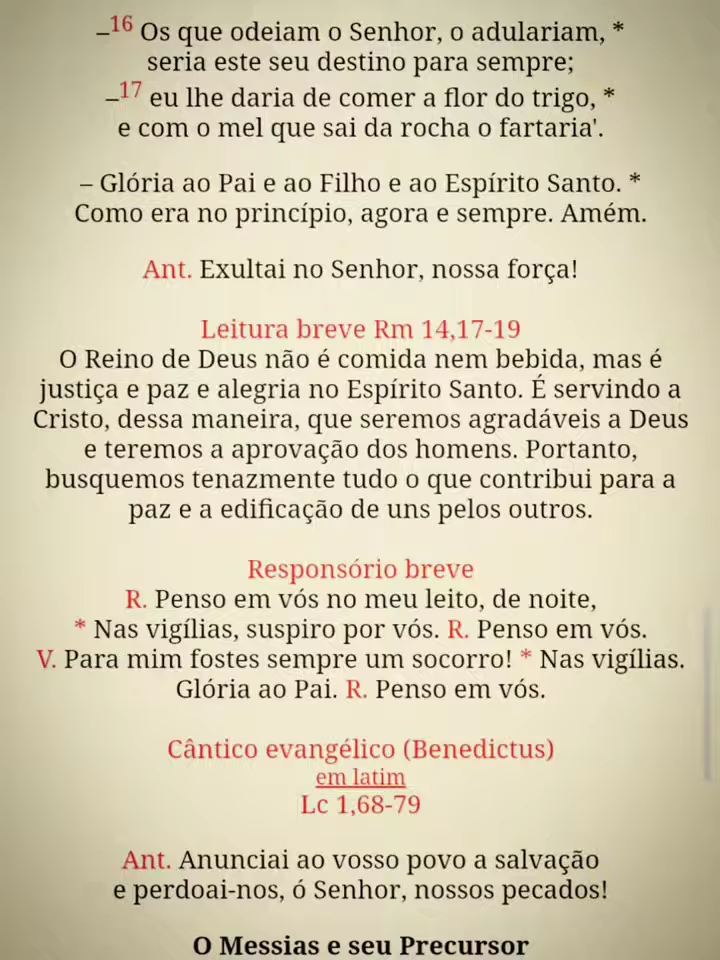 –16 Os que odeiam o Senhor, o adulariam, *
seria este seu destino para sempre;
–17 eu lhe daria de comer a flor do trigo, *
e com o mel que sai da rocha o fartaria'.
– Glória ao Pai e ao Filho e ao Espírito Santo. *
Como era no princípio, agora e sempre. Amém.
Ant. Exultai no Senhor, nossa força!
Leitura breve Rm 14,17-19
O Reino de Deus não é comida nem bebida, mas é
justiça e paz e alegria no Espírito Santo. É servindo a
Cristo, dessa maneira, que seremos agradáveis a Deus
e teremos a aprovação dos homens. Portanto,
busquemos tenazmente tudo o que contribui para a
paz e a edificação de uns pelos outros.
Responsório breve
R. Penso em vós no meu leito, de noite,
* Nas vigílias, suspiro por vós. R. Penso em vós.
V. Para mim fostes sempre um socorro! * Nas vigílias.
Glória ao Pai. R. Penso em vós.
Cântico evangélico (Benedictus)
em latim
Lc 1,68-79
Ant. Anunciai ao vosso povo a salvação
e perdoai-nos, ó Senhor, nossos pecados!
O Messias e seu Precursor